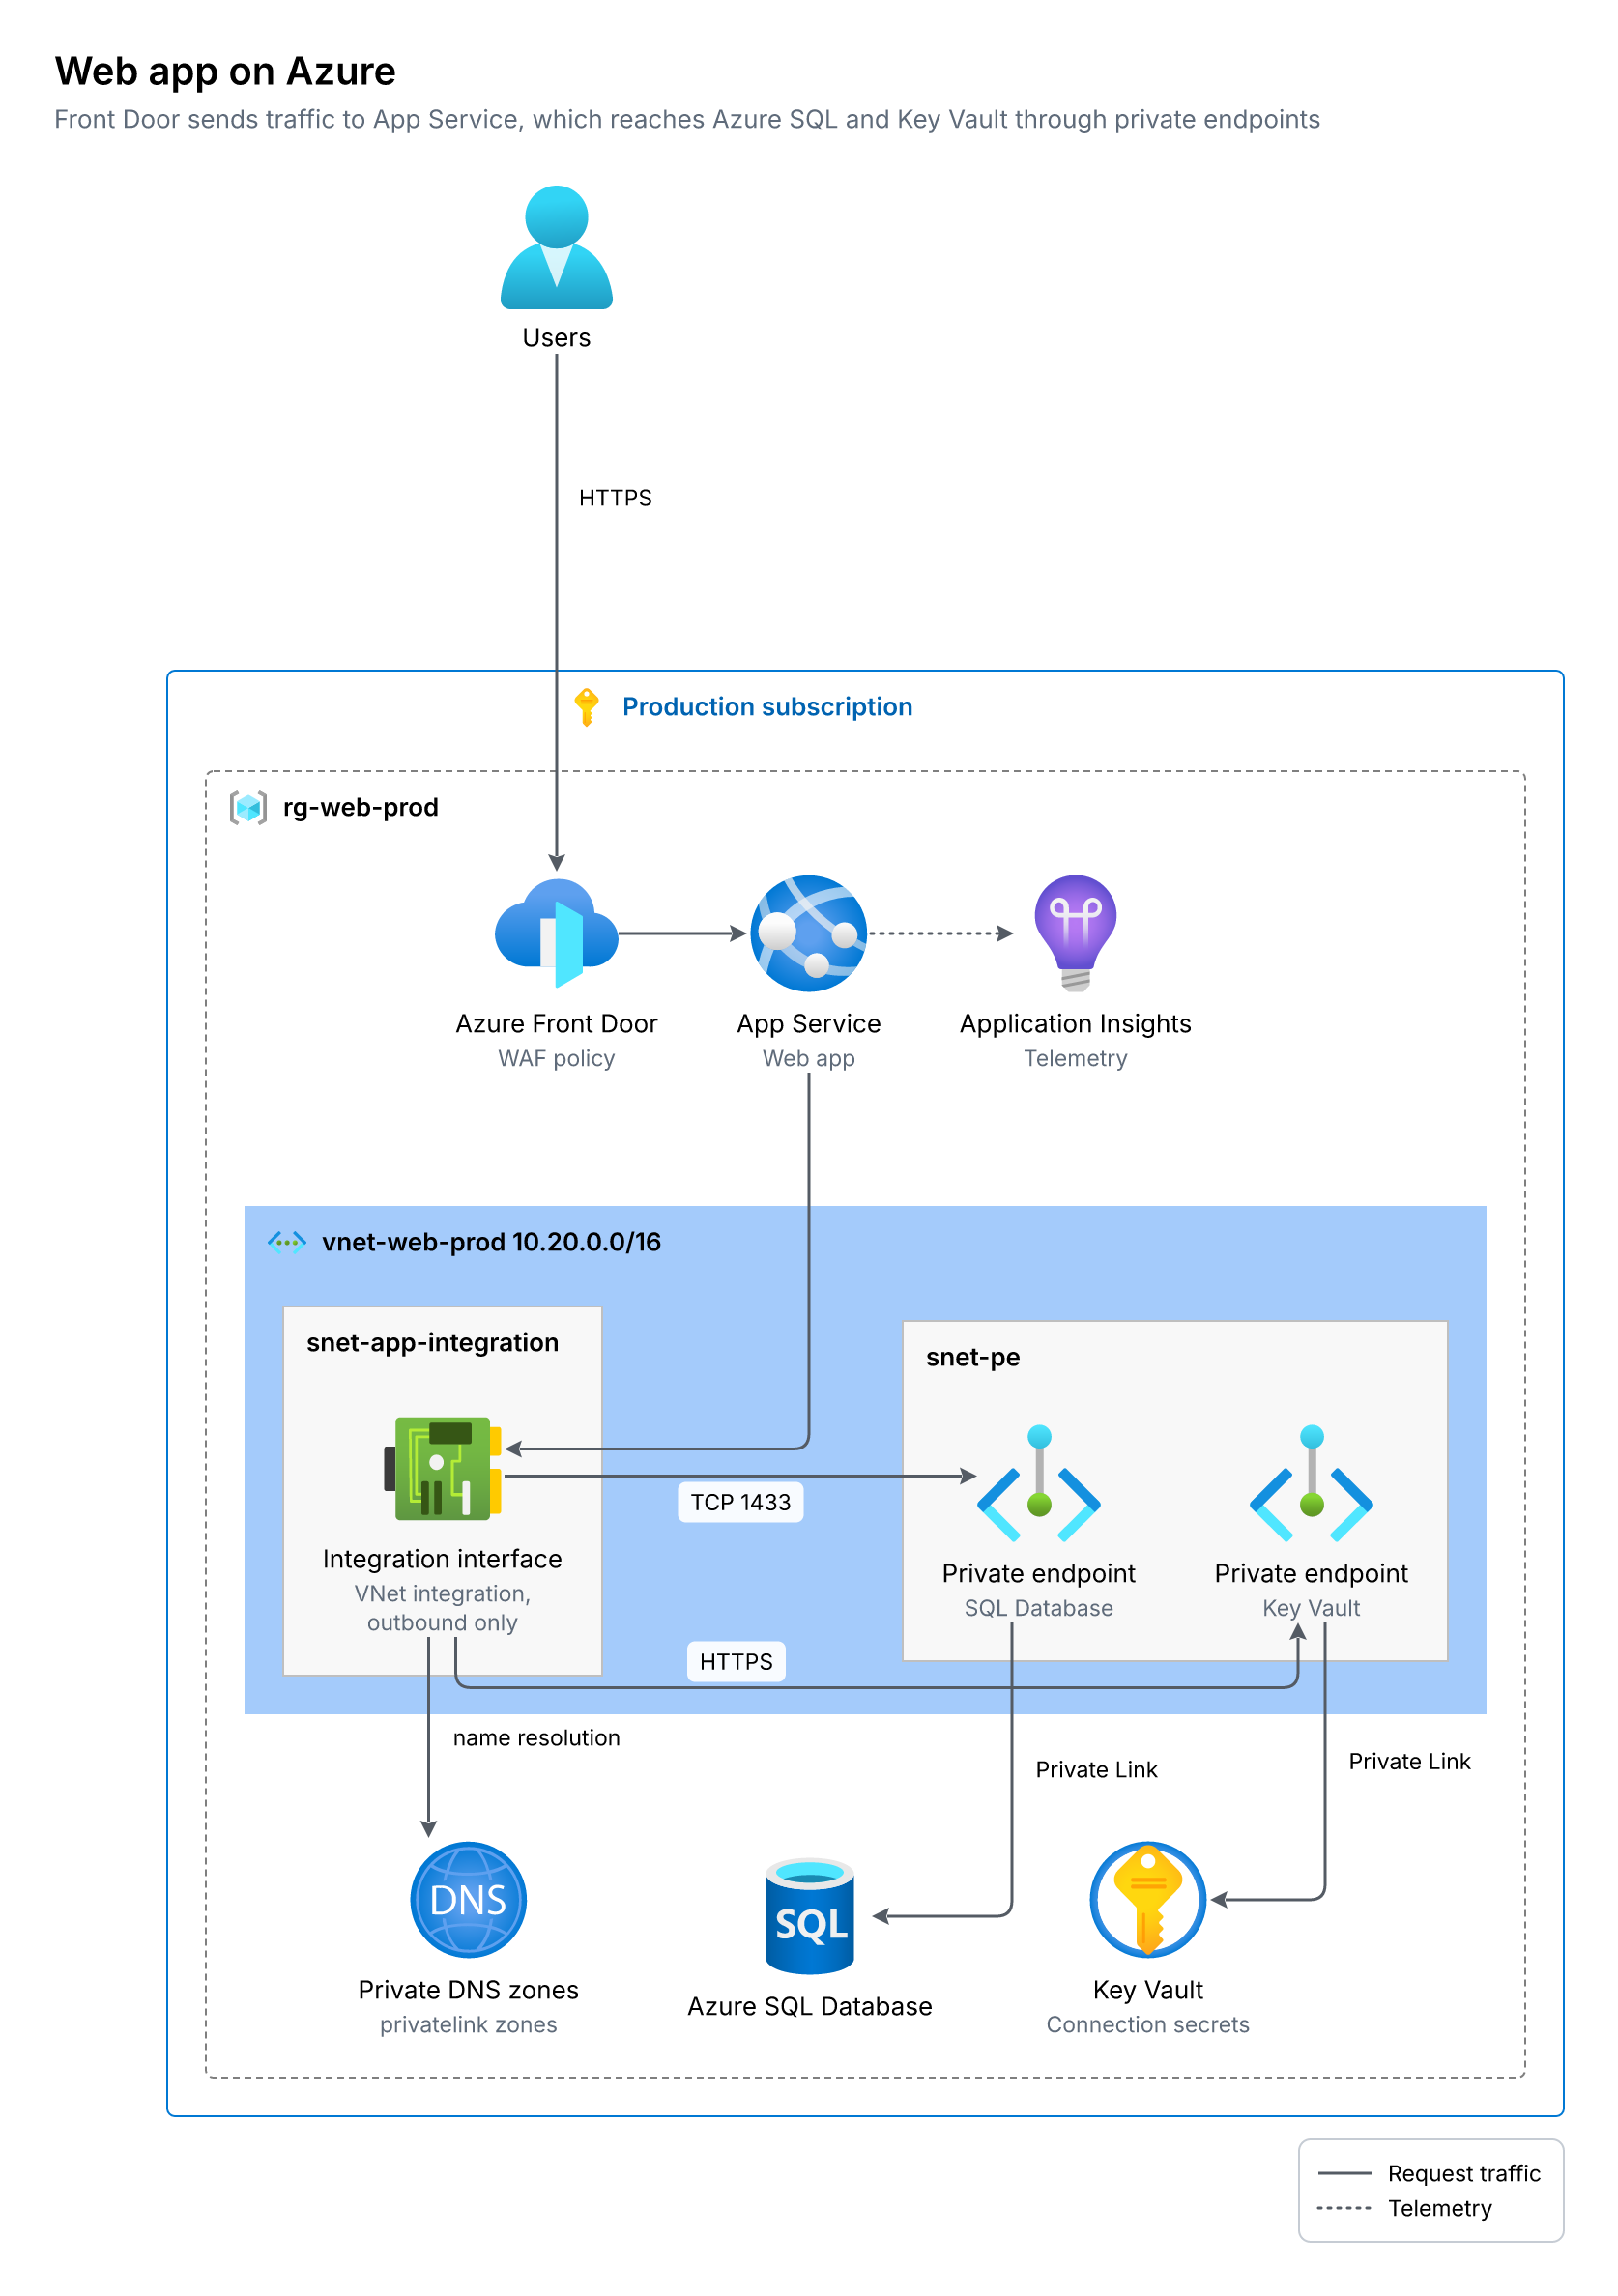 Web app on Azure
Front Door sends traffic to App Service, which reaches Azure SQL and Key Vault through private endpoints
Users
HTTPS
Production subscription
rg-web-prod
Azure Front Door
WAF policy
App Service
Web app
Application Insights
Telemetry
vnet-web-prod 10.20.0.0/16
snet-app-integration
snet-pe
Integration interface
VNet integration,
outbound only
TCP 1433
Private endpoint
SQL Database
Private endpoint
Key Vault
HTTPS
name resolution
Private Link
Private Link
DNS
Private DNS zones
privatelink zones
SQL
Azure SQL Database
Key Vault
Connection secrets
Request traffic
Telemetry